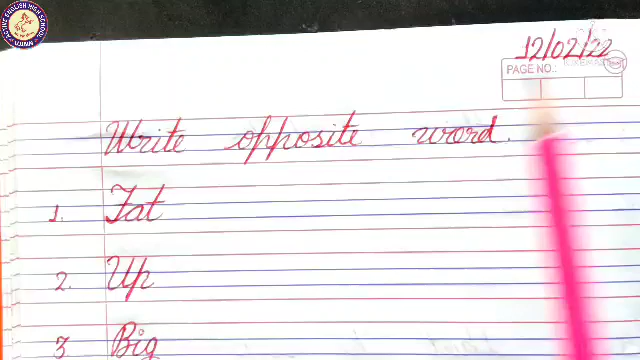 12/02/22
PAGE NO.:
Write opposite word.
1. Fat
2. Up
3 Big